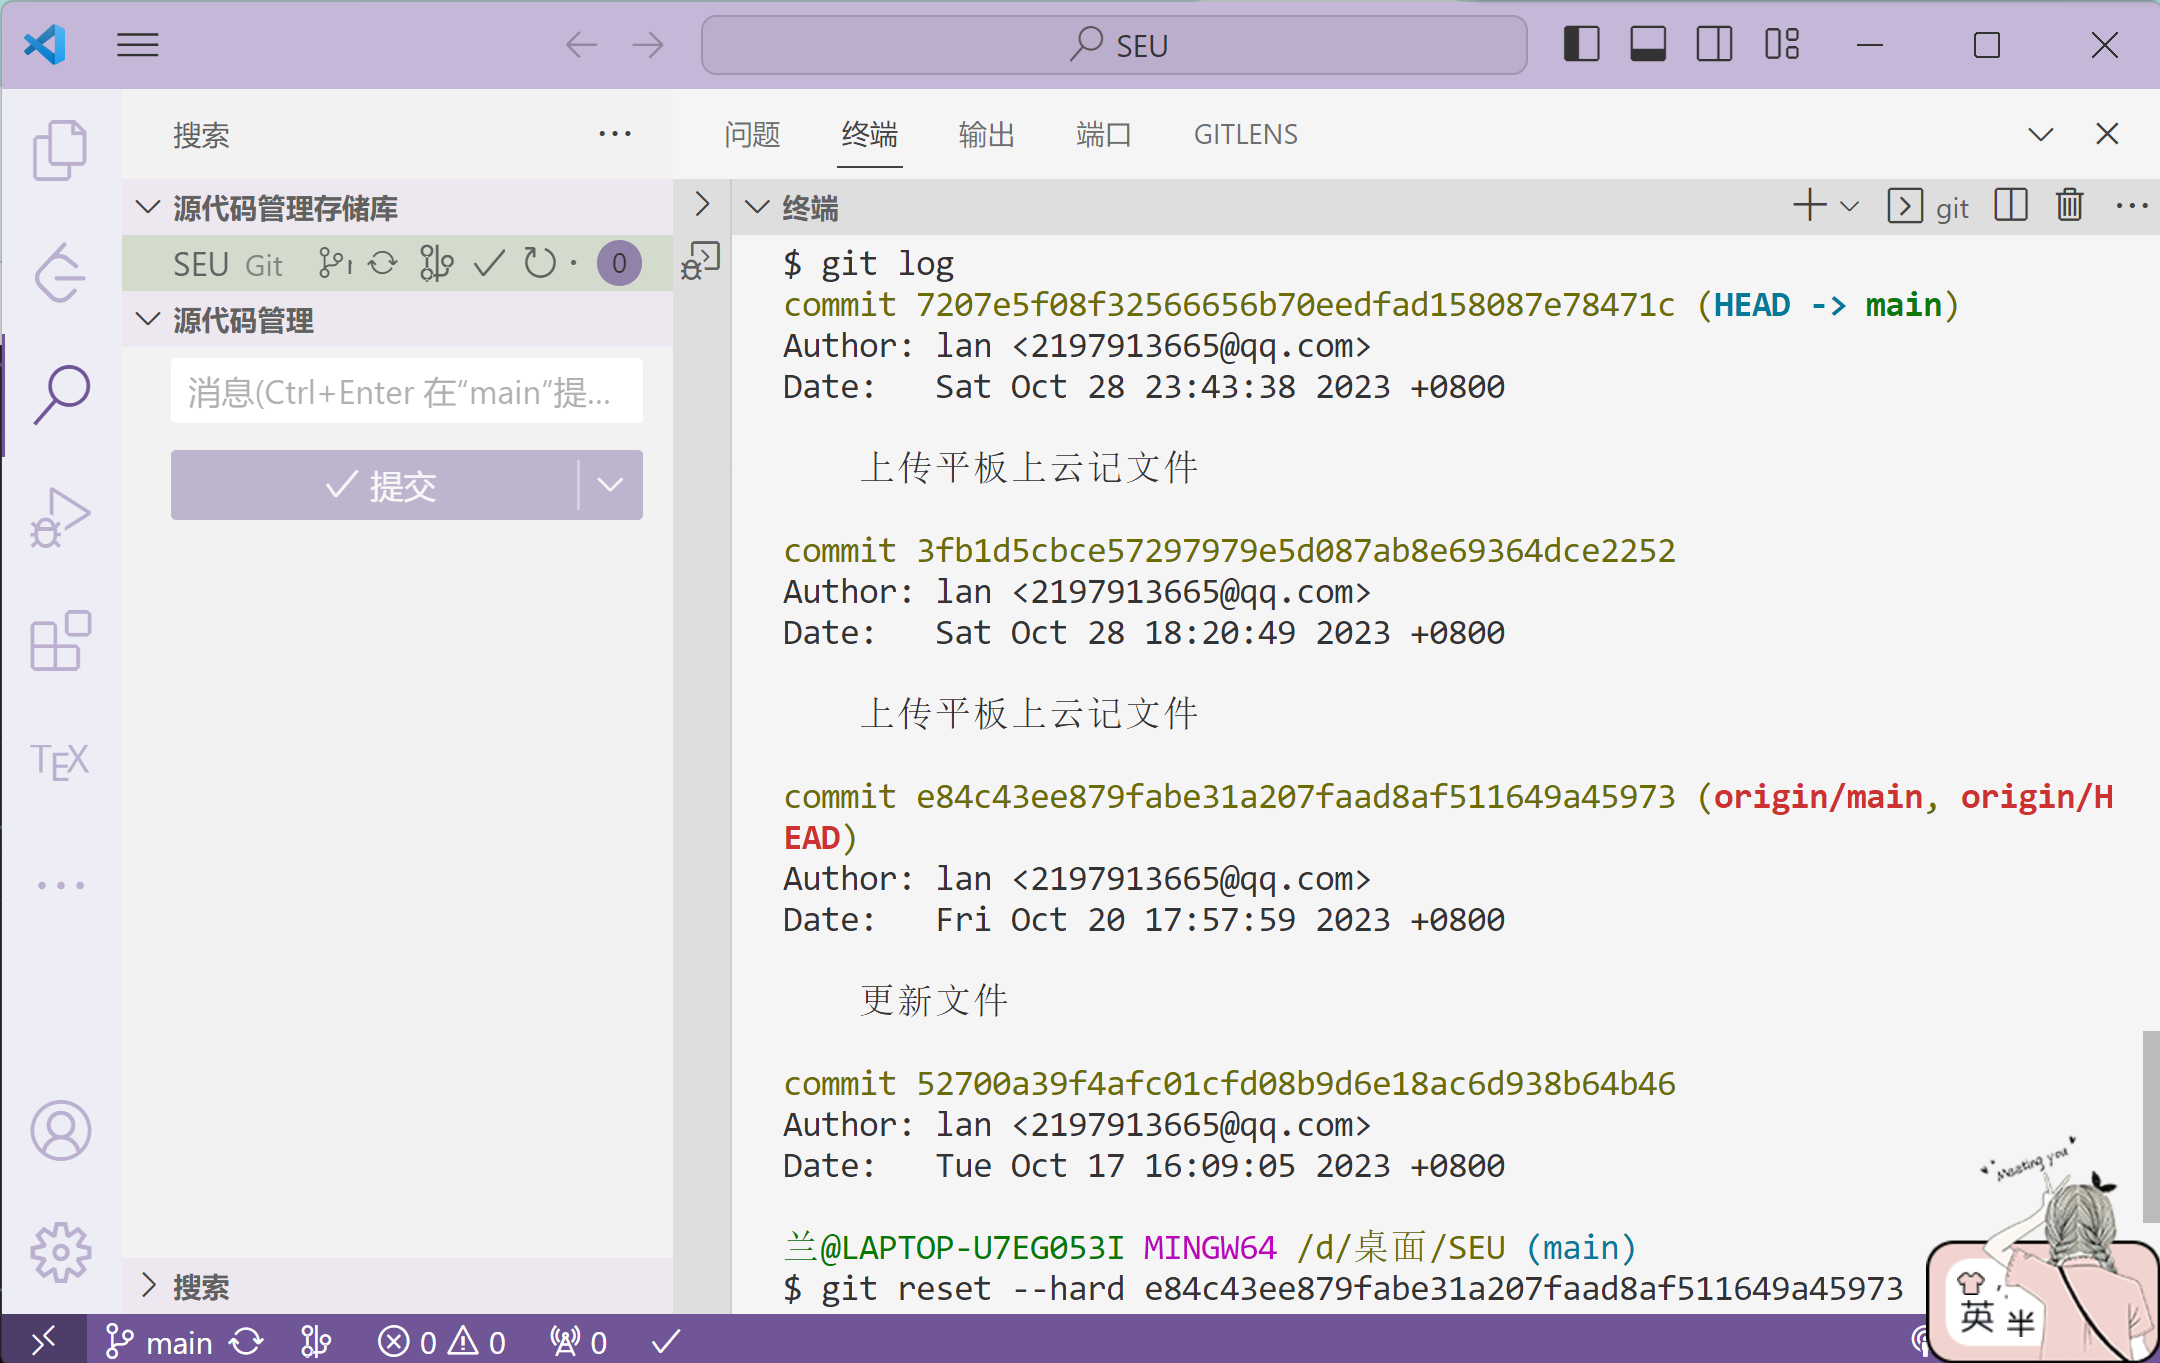 SEU
搜索
问题 终端 输出 端口 GITLENS
源代码管理存储库
终端
git
SEU Git 0
源代码管理
消息(Ctrl+Enter 在“main”提...
提交
$ git log
commit 7207e5f08f32566656b70eedfad158087e78471c (HEAD -> main)
Author: lan <2197913665@qq.com>
Date:   Sat Oct 28 23:43:38 2023 +0800
上传平板上云记文件
commit 3fb1d5cbce57297979e5d087ab8e69364dce2252
Author: lan <2197913665@qq.com>
Date:   Sat Oct 28 18:20:49 2023 +0800
上传平板上云记文件
commit e84c43ee879fabe31a207faad8af511649a45973 (origin/main, origin/H
EAD)
Author: lan <2197913665@qq.com>
Date:   Fri Oct 20 17:57:59 2023 +0800
更新文件
commit 52700a39f4afc01cfd08b9d6e18ac6d938b64b46
Author: lan <2197913665@qq.com>
Date:   Tue Oct 17 16:09:05 2023 +0800
兰@LAPTOP-U7EG053I MINGW64 /d/桌面/SEU (main)
$ git reset --hard e84c43ee879fabe31a207faad8af511649a45973
TEX
搜索
main 0 0 0
Meeting you
英 半